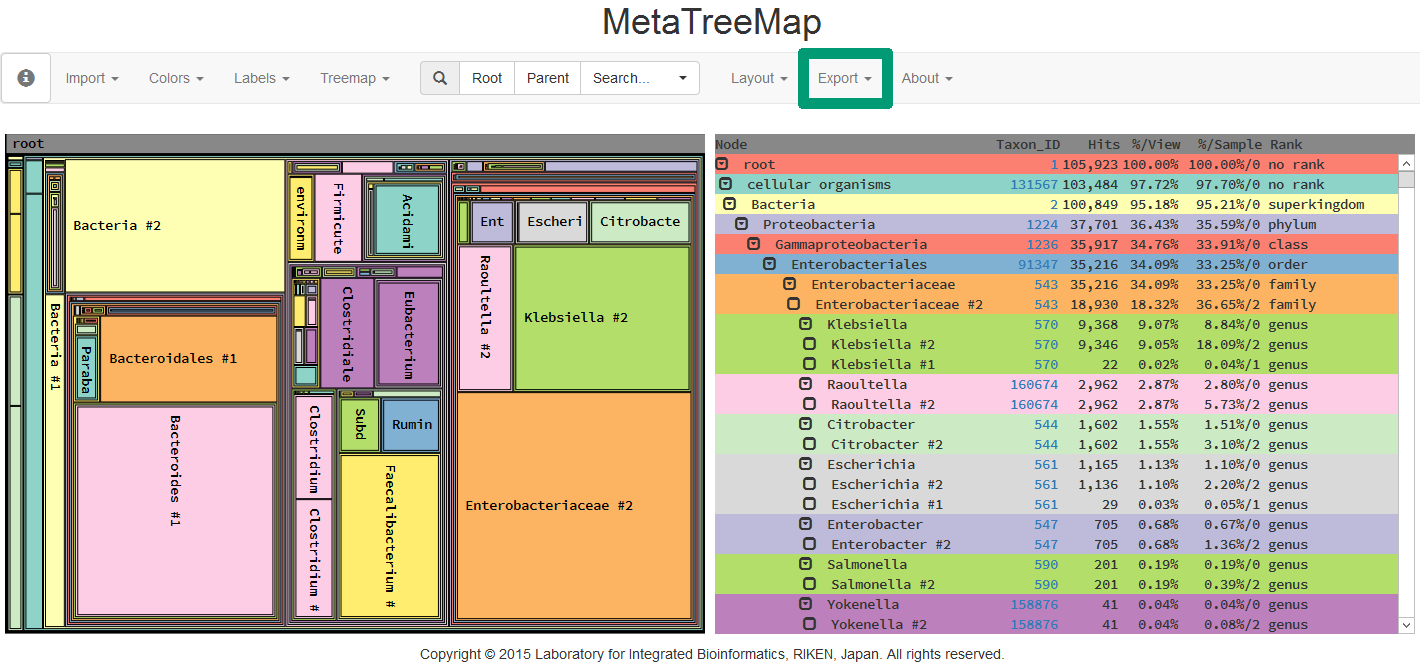 MetaTreeMap
Import Colors Labels Treemap Root Parent Search... Layout Export About
root
Bacteria #2
Bacteria #1
Paraba
Bacteroidales #1
Bacteroides #1
environm
Firmicute
Acidami
Clostridiale
Eubacterium
Clostridium
Clostridium #
Subd
Rumin
Faecalibacterium #
Ent
Escheri
Citrobacte
Raoultella #2
Klebsiella #2
Enterobacteriaceae #2
Node Taxon_ID Hits %/View %/Sample Rank
root 1 105,923 100.00% 100.00%/0 no rank
cellular organisms 131567 103,484 97.72% 97.70%/0 no rank
Bacteria 2 100,849 95.18% 95.21%/0 superkingdom
Proteobacteria 1224 37,701 36.43% 35.59%/0 phylum
Gammaproteobacteria 1236 35,917 34.76% 33.91%/0 class
Enterobacteriales 91347 35,216 34.09% 33.25%/0 order
Enterobacteriaceae 543 35,216 34.09% 33.25%/0 family
Enterobacteriaceae #2 543 18,930 18.32% 36.65%/2 family
Klebsiella 570 9,368 9.07% 8.84%/0 genus
Klebsiella #2 570 9,346 9.05% 18.09%/2 genus
Klebsiella #1 570 22 0.02% 0.04%/1 genus
Raoultella 160674 2,962 2.87% 2.80%/0 genus
Raoultella #2 160674 2,962 2.87% 5.73%/2 genus
Citrobacter 544 1,602 1.55% 1.51%/0 genus
Citrobacter #2 544 1,602 1.55% 3.10%/2 genus
Escherichia 561 1,165 1.13% 1.10%/0 genus
Escherichia #2 561 1,136 1.10% 2.20%/2 genus
Escherichia #1 561 29 0.03% 0.05%/1 genus
Enterobacter 547 705 0.68% 0.67%/0 genus
Enterobacter #2 547 705 0.68% 1.36%/2 genus
Salmonella 590 201 0.19% 0.19%/0 genus
Salmonella #2 590 201 0.19% 0.39%/2 genus
Yokenella 158876 41 0.04% 0.04%/0 genus
Yokenella #2 158876 41 0.04% 0.08%/2 genus
Copyright © 2015 Laboratory for Integrated Bioinformatics, RIKEN, Japan. All rights reserved.